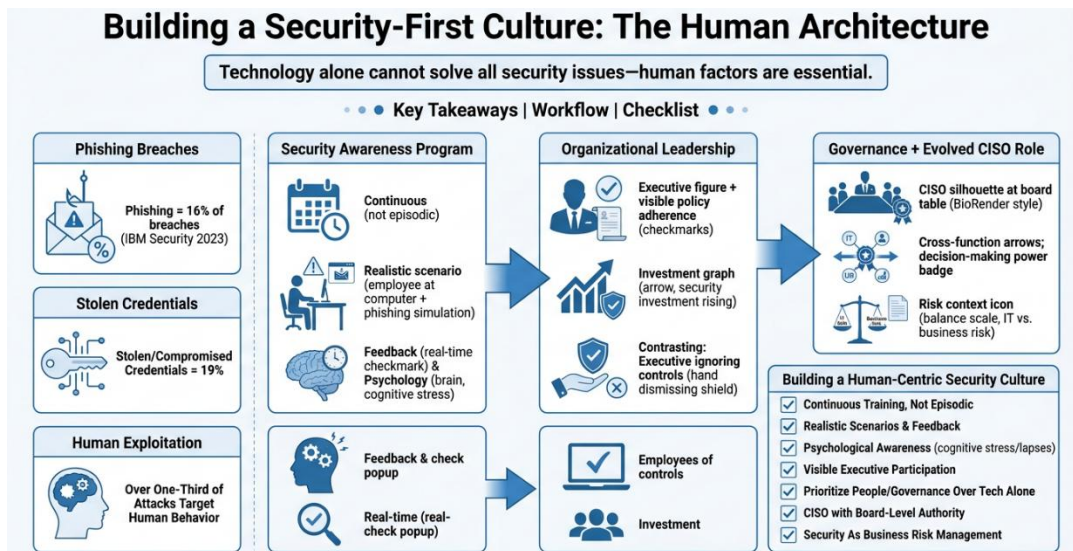 Building a Security-First Culture: The Human Architecture
Technology alone cannot solve all security issues—human factors are essential.
Key Takeaways | Workflow | Checklist
Phishing Breaches
Phishing = 16% of
breaches
(IBM Security 2023)
Stolen Credentials
Stolen/Compromised
Credentials = 19%
Human Exploitation
Over One-Third of
Attacks Target
Human Behavior
Security Awareness Program
Continuous
(not episodic)
Realistic scenario
(employee at
computer +
phishing simulation)
Feedback (real-time
checkmark) &
Psychology (brain,
cognitive stress)
Feedback & check
popup
Real-time (real-
check popup)
Organizational Leadership
Executive figure +
visible policy
adherence
(checkmarks)
Investment graph
(arrow, security
investment rising)
Contrasting:
Executive ignoring
controls (hand
dismissing shield)
Employees of
controls
Investment
Governance + Evolved CISO Role
CISO silhouette at board
table (BioRender style)
IT
Cross-function arrows;
decision-making power
badge
Risk context icon
(balance scale, IT vs.
business risk)
Building a Human-Centric Security Culture
Continuous Training, Not Episodic
Realistic Scenarios & Feedback
Psychological Awareness (cognitive stress/lapses)
Visible Executive Participation
Prioritize People/Governance Over Tech Alone
CISO with Board-Level Authority
Security As Business Risk Management